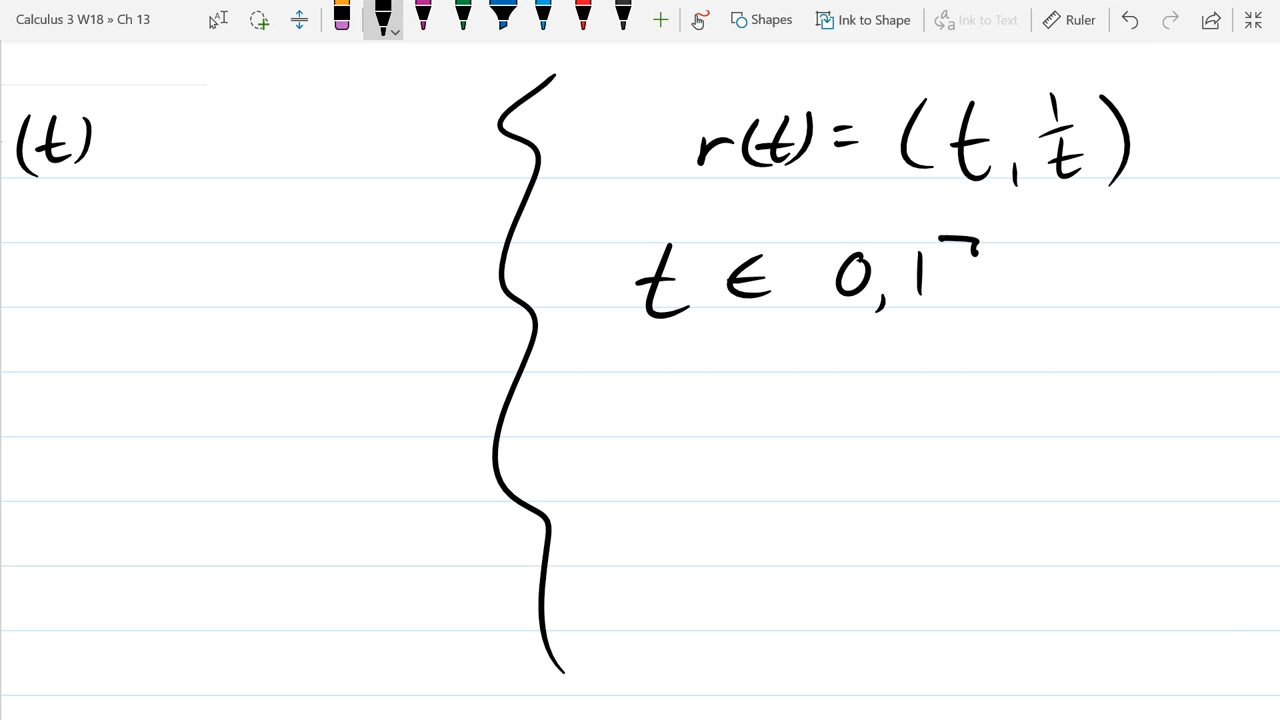 Calculus 3 W18 » Ch 13
Shapes
Ink to Shape
Ink to Text
Ruler
(t)
r(t) = (t, 1/t)
t ∈ 0,1